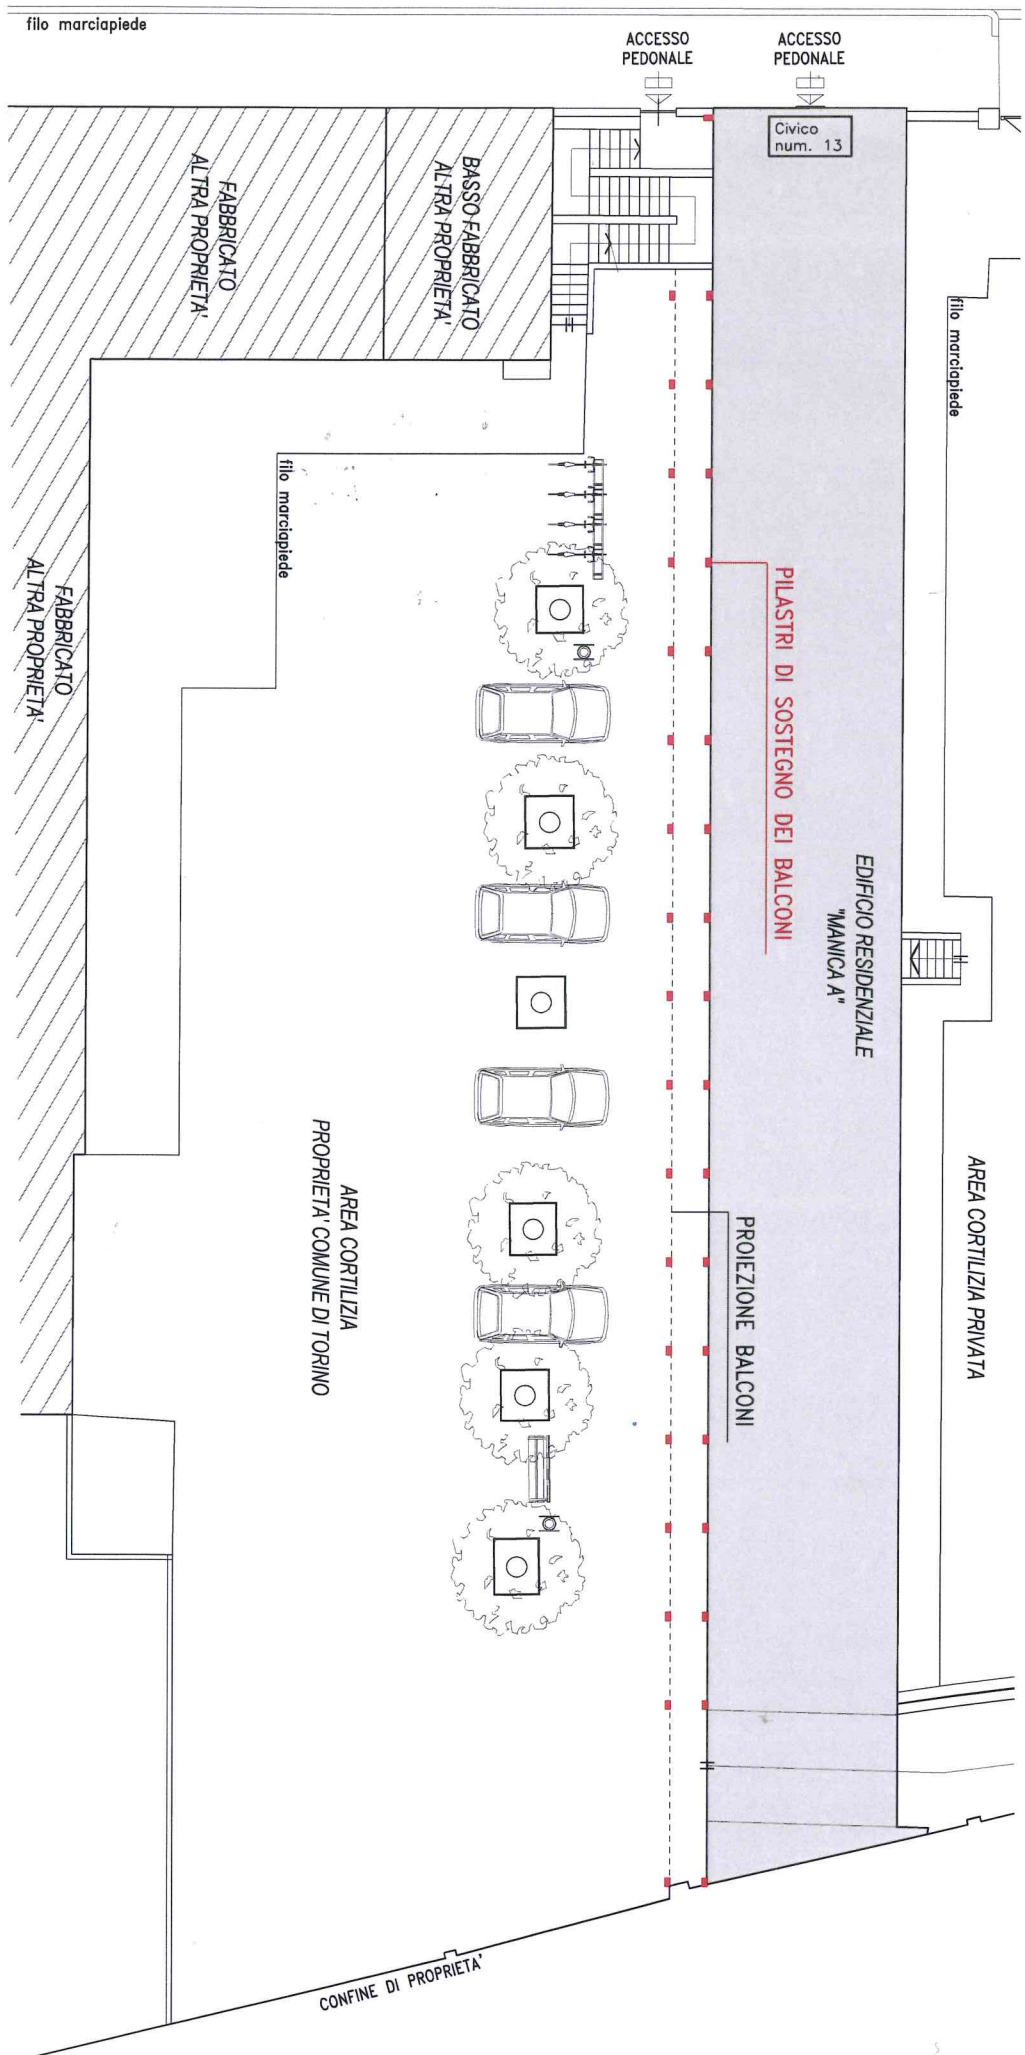 filo marciapiede
ACCESSO
PEDONALE
ACCESSO
PEDONALE
Civico
num. 13
FABBRICATO
ALTRA PROPRIETA'
BASSO FABBRICATO
ALTRA PROPRIETA'
filo marciapiede
filo marciapiede
FABBRICATO
ALTRA PROPRIETA'
PILASTRI DI SOSTEGNO DEI BALCONI
EDIFICIO RESIDENZIALE
"MANICA A"
AREA CORTILIZIA
PROPRIETA' COMUNE DI TORINO
PROIEZIONE BALCONI
AREA CORTILIZIA PRIVATA
CONFINE DI PROPRIETA'